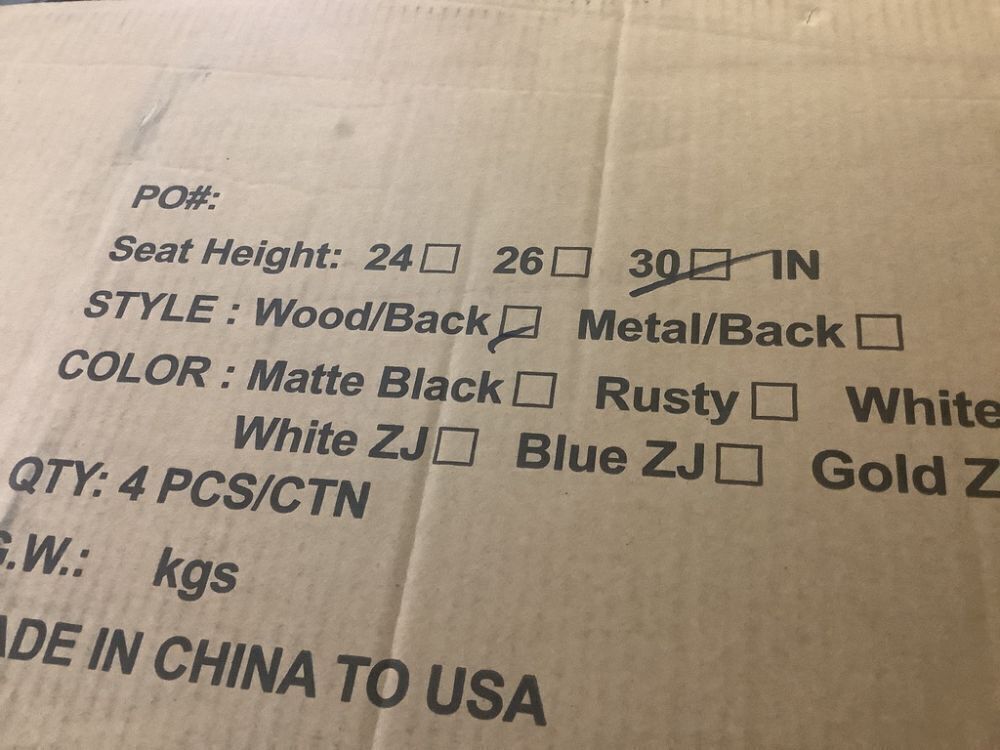 PO#:
Seat Height: 24☐ 26☐ 30☑ IN
STYLE : Wood/Back☑ Metal/Back☐
COLOR : Matte Black☐ Rusty☐ White
White ZJ☐ Blue ZJ☐ Gold Z
QTY: 4 PCS/CTN
G.W.: kgs
ADE IN CHINA TO USA